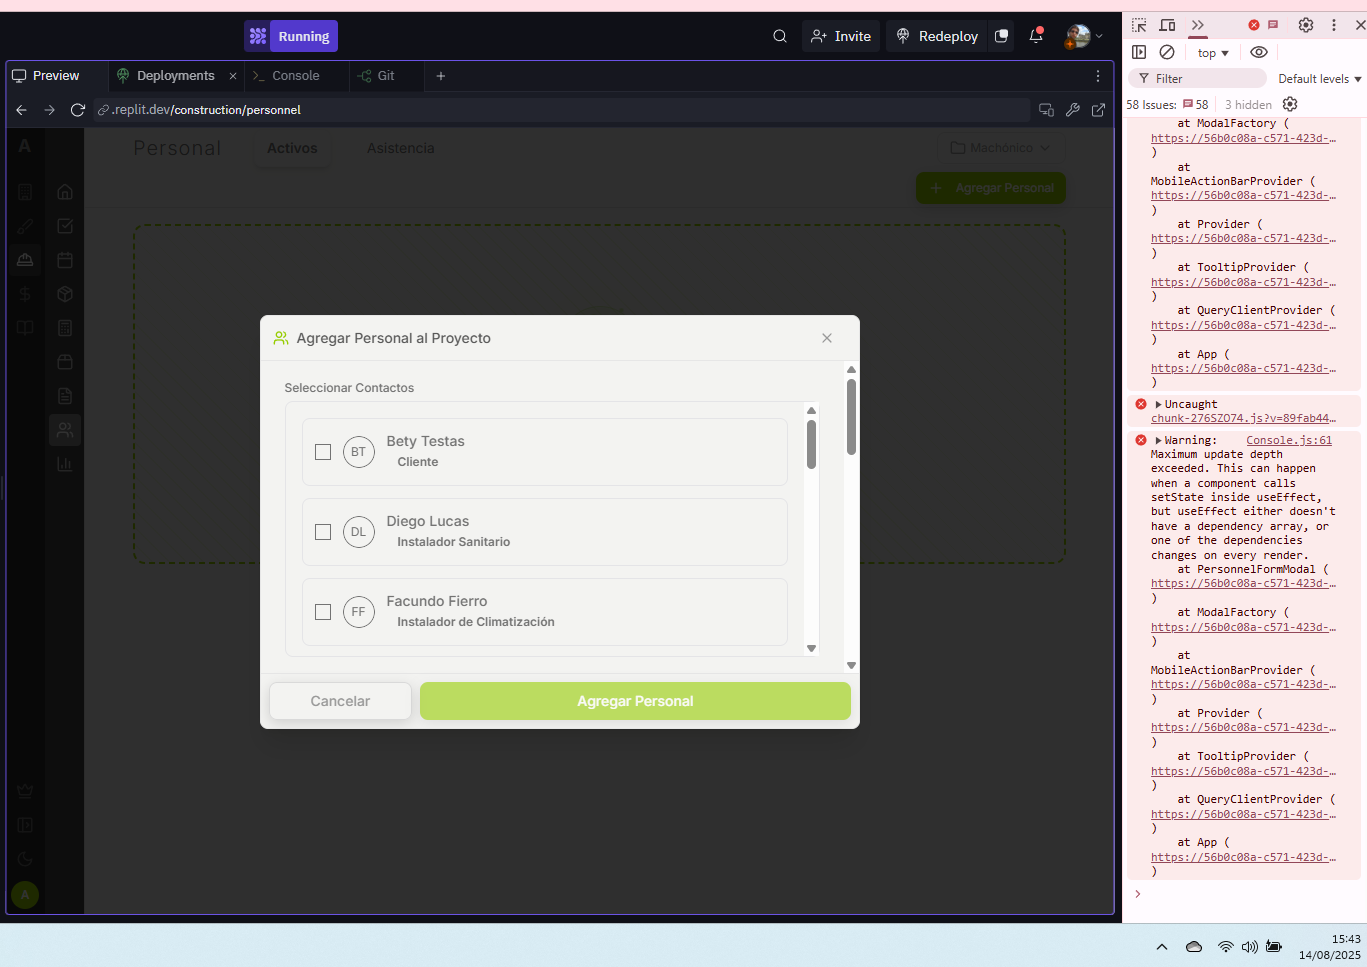 Running
Invite
Redeploy
Preview
Deployments
Console
Git
.replit.dev/construction/personnel
A
Personal
Activos
Asistencia
Machónico
Agregar Personal
Agregar Personal al Proyecto
Seleccionar Contactos
BT
Bety Testas
Cliente
DL
Diego Lucas
Instalador Sanitario
FF
Facundo Fierro
Instalador de Climatización
Cancelar
Agregar Personal
A
top
Filter
Default levels
58 Issues:
58
3 hidden
at ModalFactory (
https://56b0c08a-c571-423d-…
)
at
MobileActionBarProvider (
https://56b0c08a-c571-423d-…
)
at Provider (
https://56b0c08a-c571-423d-…
)
at TooltipProvider (
https://56b0c08a-c571-423d-…
)
at QueryClientProvider (
https://56b0c08a-c571-423d-…
)
at App (
https://56b0c08a-c571-423d-…
)
Uncaught
chunk-276SZO74.js?v=89fab44…
Warning: Console.js:61
Maximum update depth
exceeded. This can happen
when a component calls
setState inside useEffect,
but useEffect either doesn't
have a dependency array, or
one of the dependencies
changes on every render.
at PersonnelFormModal (
https://56b0c08a-c571-423d-…
)
at ModalFactory (
https://56b0c08a-c571-423d-…
)
at
MobileActionBarProvider (
https://56b0c08a-c571-423d-…
)
at Provider (
https://56b0c08a-c571-423d-…
)
at TooltipProvider (
https://56b0c08a-c571-423d-…
)
at QueryClientProvider (
https://56b0c08a-c571-423d-…
)
at App (
https://56b0c08a-c571-423d-…
)
15:43
14/08/2025